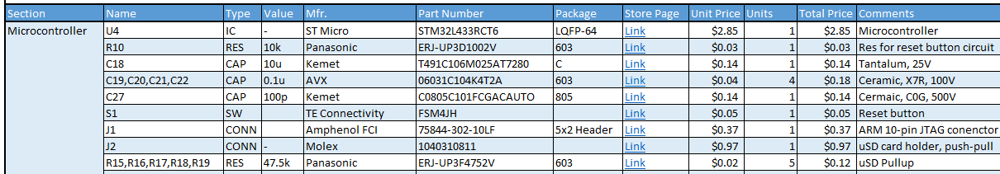 Section Name Type Value Mfr. Part Number Package Store Page Unit Price Units Total Price Comments
Microcontroller U4 IC - ST Micro STM32L433RCT6 LQFP-64 Link $2.85 1 $2.85 Microcontroller
R10 RES 10k Panasonic ERJ-UP3D1002V 603 Link $0.03 1 $0.03 Res for reset button circuit
C18 CAP 10u Kemet T491C106M025AT7280 C Link $0.14 1 $0.14 Tantalum, 25V
C19,C20,C21,C22 CAP 0.1u AVX 06031C104K4T2A 603 Link $0.04 4 $0.18 Ceramic, X7R, 100V
C27 CAP 100p Kemet C0805C101FCGACAUTO 805 Link $0.14 1 $0.14 Cermaic, C0G, 500V
S1 SW TE Connectivity FSM4JH Link $0.05 1 $0.05 Reset button
J1 CONN Amphenol FCI 75844-302-10LF 5x2 Header Link $0.37 1 $0.37 ARM 10-pin JTAG conenctor
J2 CONN - Molex 1040310811 Link $0.97 1 $0.97 uSD card holder, push-pull
R15,R16,R17,R18,R19 RES 47.5k Panasonic ERJ-UP3F4752V 603 Link $0.02 5 $0.12 uSD Pullup